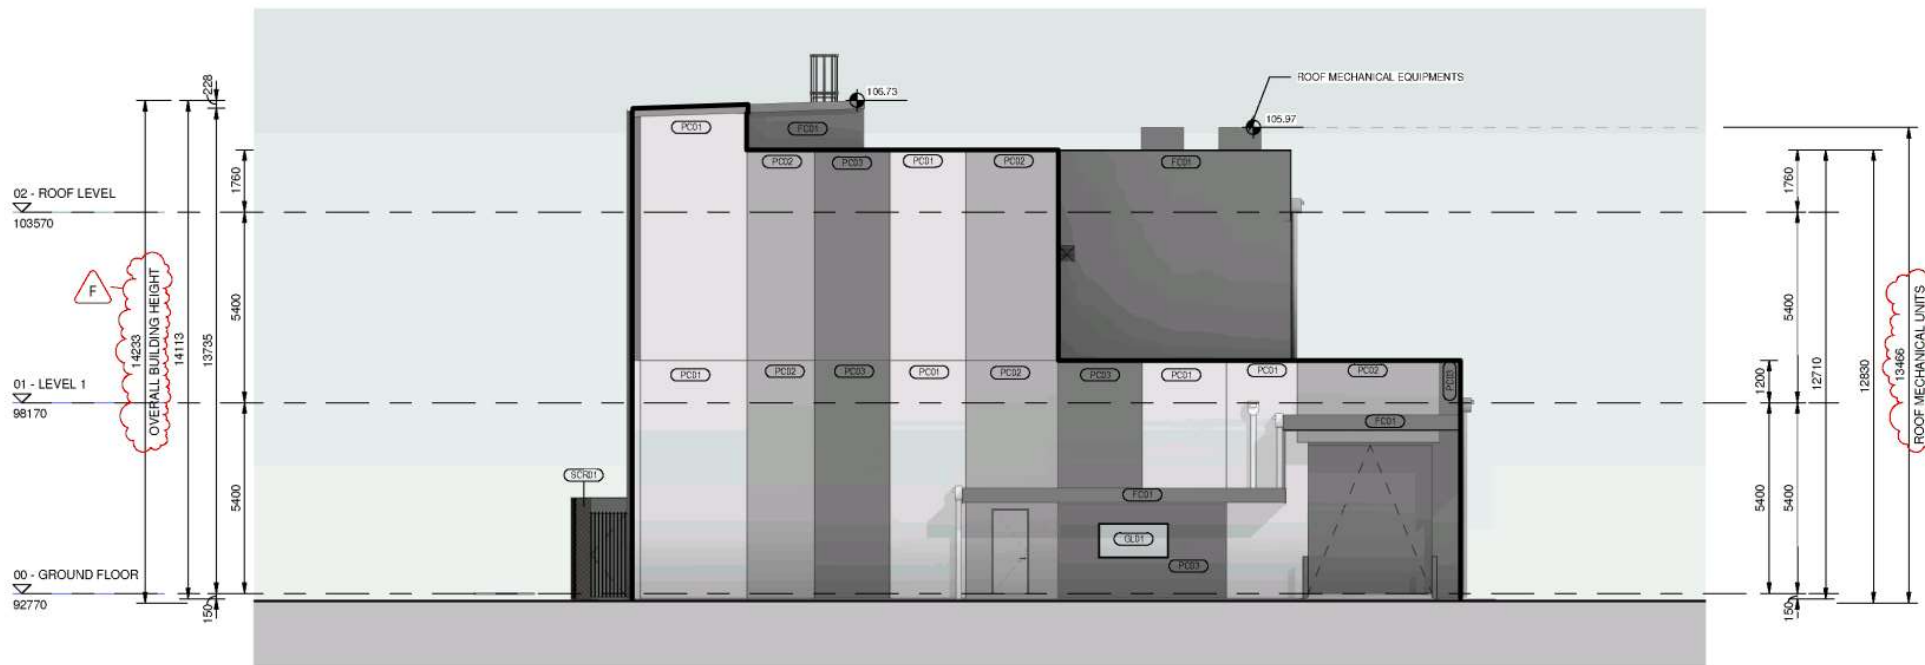 ROOF MECHANICAL EQUIPMENTS
106.73
105.97
228
PC01
FC01
PC02
PC03
PC01
PC02
FC01
1760
1760
02 - ROOF LEVEL
103570
F
OVERALL BUILDING HEIGHT
14233
14113
13735
5400
5400
12710
12830
13466
ROOF MECHANICAL UNITS
PC01
PC02
PC03
PC01
PC02
PC03
PC01
PC01
PC02
PC03
1200
01 - LEVEL 1
98170
FC01
SCR01
5400
FC01
5400
5400
GL01
PC03
00 - GROUND FLOOR
92770
150
150